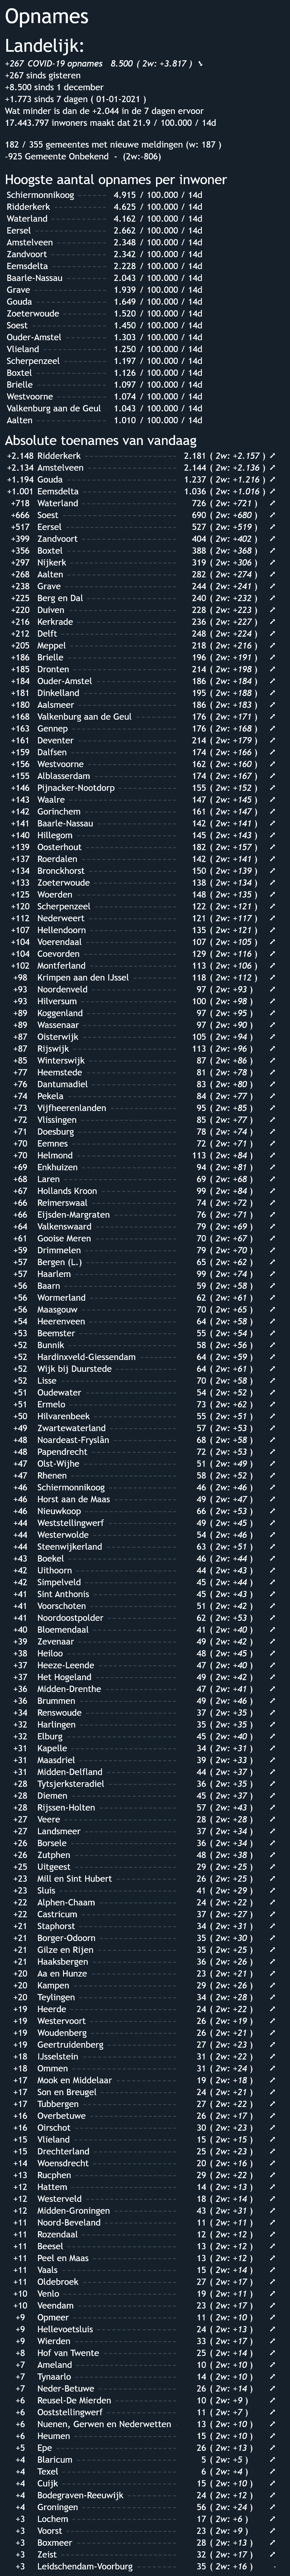 Opnames
Landelijk:
+267 COVID-19 opnames 8.500 ( 2w: +3.817 ) ⤥
+267 sinds gisteren
+8.500 sinds 1 december
+1.773 sinds 7 dagen ( 01-01-2021 )
Wat minder is dan de +2.044 in de 7 dagen ervoor
17.443.797 inwoners maakt dat 21.9 / 100.000 / 14d
182 / 355 gemeentes met nieuwe meldingen (w: 187 )
-925 Gemeente Onbekend - (2w:-806)
Hoogste aantal opnames per inwoner
Schiermonnikoog 4.915 / 100.000 / 14d
Ridderkerk 4.625 / 100.000 / 14d
Waterland 4.162 / 100.000 / 14d
Eersel 2.662 / 100.000 / 14d
Amstelveen 2.348 / 100.000 / 14d
Zandvoort 2.342 / 100.000 / 14d
Eemsdelta 2.228 / 100.000 / 14d
Baarle-Nassau 2.043 / 100.000 / 14d
Grave 1.939 / 100.000 / 14d
Gouda 1.649 / 100.000 / 14d
Zoeterwoude 1.520 / 100.000 / 14d
Soest 1.450 / 100.000 / 14d
Ouder-Amstel 1.303 / 100.000 / 14d
Vlieland 1.250 / 100.000 / 14d
Scherpenzeel 1.197 / 100.000 / 14d
Boxtel 1.126 / 100.000 / 14d
Brielle 1.097 / 100.000 / 14d
Westvoorne 1.074 / 100.000 / 14d
Valkenburg aan de Geul 1.043 / 100.000 / 14d
Aalten 1.010 / 100.000 / 14d
Absolute toenames van vandaag
+2.148 Ridderkerk 2.181 ( 2w: +2.157 ) ⤢
+2.134 Amstelveen 2.144 ( 2w: +2.136 ) ⤢
+1.194 Gouda 1.237 ( 2w: +1.216 ) ⤢
+1.001 Eemsdelta 1.036 ( 2w: +1.016 ) ⤢
+718 Waterland 726 ( 2w: +721 ) ⤢
+666 Soest 690 ( 2w: +680 ) ⤢
+517 Eersel 527 ( 2w: +519 ) ⤢
+399 Zandvoort 404 ( 2w: +402 ) ⤢
+356 Boxtel 388 ( 2w: +368 ) ⤢
+297 Nijkerk 319 ( 2w: +306 ) ⤢
+268 Aalten 282 ( 2w: +274 ) ⤢
+238 Grave 244 ( 2w: +241 ) ⤢
+225 Berg en Dal 240 ( 2w: +232 ) ⤢
+220 Duiven 228 ( 2w: +223 ) ⤢
+216 Kerkrade 236 ( 2w: +227 ) ⤢
+212 Delft 248 ( 2w: +224 ) ⤢
+205 Meppel 218 ( 2w: +216 ) ⤢
+186 Brielle 196 ( 2w: +191 ) ⤢
+185 Dronten 214 ( 2w: +198 ) ⤢
+184 Ouder-Amstel 186 ( 2w: +184 ) ⤢
+181 Dinkelland 195 ( 2w: +188 ) ⤢
+180 Aalsmeer 186 ( 2w: +183 ) ⤢
+168 Valkenburg aan de Geul 176 ( 2w: +171 ) ⤢
+163 Gennep 176 ( 2w: +168 ) ⤢
+161 Deventer 214 ( 2w: +179 ) ⤢
+159 Dalfsen 174 ( 2w: +166 ) ⤢
+156 Westvoorne 162 ( 2w: +160 ) ⤢
+155 Alblasserdam 174 ( 2w: +167 ) ⤢
+146 Pijnacker-Nootdorp 155 ( 2w: +152 ) ⤢
+143 Waalre 147 ( 2w: +145 ) ⤢
+142 Gorinchem 161 ( 2w: +147 ) ⤢
+141 Baarle-Nassau 142 ( 2w: +141 ) ⤢
+140 Hillegom 145 ( 2w: +143 ) ⤢
+139 Oosterhout 182 ( 2w: +157 ) ⤢
+137 Roerdalen 142 ( 2w: +141 ) ⤢
+134 Bronckhorst 150 ( 2w: +139 ) ⤢
+133 Zoeterwoude 138 ( 2w: +134 ) ⤢
+125 Woerden 148 ( 2w: +135 ) ⤢
+120 Scherpenzeel 122 ( 2w: +121 ) ⤢
+112 Nederweert 121 ( 2w: +117 ) ⤢
+107 Hellendoorn 135 ( 2w: +121 ) ⤢
+104 Voerendaal 107 ( 2w: +105 ) ⤢
+104 Coevorden 129 ( 2w: +116 ) ⤢
+102 Montferland 113 ( 2w: +106 ) ⤢
+98 Krimpen aan den IJssel 118 ( 2w: +112 ) ⤢
+93 Noordenveld 97 ( 2w: +93 ) ⤢
+93 Hilversum 100 ( 2w: +98 ) ⤢
+89 Koggenland 97 ( 2w: +95 ) ⤢
+89 Wassenaar 97 ( 2w: +90 ) ⤢
+87 Oisterwijk 105 ( 2w: +94 ) ⤢
+87 Rijswijk 113 ( 2w: +96 ) ⤢
+85 Winterswijk 87 ( 2w: +86 ) ⤢
+77 Heemstede 81 ( 2w: +78 ) ⤢
+76 Dantumadiel 83 ( 2w: +80 ) ⤢
+74 Pekela 84 ( 2w: +77 ) ⤢
+73 Vijfheerenlanden 95 ( 2w: +85 ) ⤢
+72 Vlissingen 85 ( 2w: +77 ) ⤢
+71 Doesburg 78 ( 2w: +74 ) ⤢
+70 Eemnes 72 ( 2w: +71 ) ⤢
+70 Helmond 113 ( 2w: +84 ) ⤢
+69 Enkhuizen 94 ( 2w: +81 ) ⤢
+68 Laren 69 ( 2w: +68 ) ⤢
+67 Hollands Kroon 99 ( 2w: +84 ) ⤢
+66 Reimerswaal 74 ( 2w: +72 ) ⤢
+66 Eijsden-Margraten 76 ( 2w: +71 ) ⤢
+64 Valkenswaard 79 ( 2w: +69 ) ⤢
+61 Gooise Meren 70 ( 2w: +67 ) ⤢
+59 Drimmelen 79 ( 2w: +70 ) ⤢
+57 Bergen (L.) 65 ( 2w: +62 ) ⤢
+57 Haarlem 99 ( 2w: +74 ) ⤢
+56 Baarn 59 ( 2w: +58 ) ⤢
+56 Wormerland 62 ( 2w: +61 ) ⤢
+56 Maasgouw 70 ( 2w: +65 ) ⤢
+54 Heerenveen 64 ( 2w: +58 ) ⤢
+53 Beemster 55 ( 2w: +54 ) ⤢
+52 Bunnik 58 ( 2w: +56 ) ⤢
+52 Hardinxveld-Giessendam 64 ( 2w: +59 ) ⤢
+52 Wijk bij Duurstede 64 ( 2w: +61 ) ⤢
+52 Lisse 70 ( 2w: +58 ) ⤢
+51 Oudewater 54 ( 2w: +52 ) ⤢
+51 Ermelo 73 ( 2w: +62 ) ⤢
+50 Hilvarenbeek 55 ( 2w: +51 ) ⤢
+49 Zwartewaterland 57 ( 2w: +53 ) ⤢
+48 Noardeast-Fryslân 68 ( 2w: +58 ) ⤢
+48 Papendrecht 72 ( 2w: +53 ) ⤢
+47 Olst-Wijhe 51 ( 2w: +49 ) ⤢
+47 Rhenen 58 ( 2w: +52 ) ⤢
+46 Schiermonnikoog 46 ( 2w: +46 ) ⤢
+46 Horst aan de Maas 49 ( 2w: +47 ) ⤢
+46 Nieuwkoop 66 ( 2w: +53 ) ⤢
+44 Weststellingwerf 49 ( 2w: +45 ) ⤢
+44 Westerwolde 54 ( 2w: +46 ) ⤢
+44 Steenwijkerland 63 ( 2w: +51 ) ⤢
+43 Boekel 46 ( 2w: +44 ) ⤢
+42 Uithoorn 44 ( 2w: +43 ) ⤢
+42 Simpelveld 45 ( 2w: +44 ) ⤢
+41 Sint Anthonis 45 ( 2w: +43 ) ⤢
+41 Voorschoten 51 ( 2w: +42 ) ⤢
+41 Noordoostpolder 62 ( 2w: +53 ) ⤢
+40 Bloemendaal 41 ( 2w: +40 ) ⤢
+39 Zevenaar 49 ( 2w: +42 ) ⤢
+38 Heiloo 48 ( 2w: +45 ) ⤢
+37 Heeze-Leende 47 ( 2w: +40 ) ⤢
+37 Het Hogeland 49 ( 2w: +42 ) ⤢
+36 Midden-Drenthe 47 ( 2w: +41 ) ⤢
+36 Brummen 49 ( 2w: +46 ) ⤢
+34 Renswoude 37 ( 2w: +35 ) ⤢
+32 Harlingen 35 ( 2w: +35 ) ⤢
+32 Elburg 45 ( 2w: +40 ) ⤢
+31 Kapelle 34 ( 2w: +31 ) ⤢
+31 Maasdriel 39 ( 2w: +33 ) ⤢
+31 Midden-Delfland 44 ( 2w: +37 ) ⤢
+28 Tytsjerksteradiel 36 ( 2w: +35 ) ⤢
+28 Diemen 45 ( 2w: +37 ) ⤢
+28 Rijssen-Holten 57 ( 2w: +43 ) ⤢
+27 Veere 28 ( 2w: +28 ) ⤢
+27 Landsmeer 37 ( 2w: +34 ) ⤢
+26 Borsele 36 ( 2w: +34 ) ⤢
+26 Zutphen 48 ( 2w: +38 ) ⤢
+25 Uitgeest 29 ( 2w: +25 ) ⤢
+23 Mill en Sint Hubert 26 ( 2w: +25 ) ⤢
+23 Sluis 41 ( 2w: +29 ) ⤢
+22 Alphen-Chaam 24 ( 2w: +22 ) ⤢
+22 Castricum 37 ( 2w: +27 ) ⤢
+21 Staphorst 34 ( 2w: +31 ) ⤢
+21 Borger-Odoorn 35 ( 2w: +30 ) ⤢
+21 Gilze en Rijen 35 ( 2w: +25 ) ⤢
+21 Haaksbergen 36 ( 2w: +26 ) ⤢
+20 Aa en Hunze 23 ( 2w: +21 ) ⤢
+20 Kampen 29 ( 2w: +26 ) ⤢
+20 Teylingen 34 ( 2w: +28 ) ⤢
+19 Heerde 24 ( 2w: +22 ) ⤢
+19 Westervoort 26 ( 2w: +19 ) ⤢
+19 Woudenberg 26 ( 2w: +21 ) ⤢
+19 Geertruidenberg 27 ( 2w: +23 ) ⤢
+18 IJsselstein 31 ( 2w: +22 ) ⤢
+18 Ommen 31 ( 2w: +24 ) ⤢
+17 Mook en Middelaar 19 ( 2w: +18 ) ⤢
+17 Son en Breugel 24 ( 2w: +21 ) ⤢
+17 Tubbergen 27 ( 2w: +22 ) ⤢
+16 Overbetuwe 26 ( 2w: +17 ) ⤢
+16 Oirschot 30 ( 2w: +23 ) ⤢
+15 Vlieland 15 ( 2w: +15 ) ⤢
+15 Drechterland 25 ( 2w: +23 ) ⤢
+14 Woensdrecht 20 ( 2w: +16 ) ⤢
+13 Rucphen 29 ( 2w: +22 ) ⤢
+12 Hattem 14 ( 2w: +13 ) ⤢
+12 Westerveld 18 ( 2w: +14 ) ⤢
+12 Midden-Groningen 43 ( 2w: +31 ) ⤢
+11 Noord-Beveland 11 ( 2w: +11 ) ⤢
+11 Rozendaal 12 ( 2w: +12 ) ⤢
+11 Beesel 13 ( 2w: +12 ) ⤢
+11 Peel en Maas 13 ( 2w: +12 ) ⤢
+11 Vaals 15 ( 2w: +14 ) ⤢
+11 Oldebroek 27 ( 2w: +17 ) ⤢
+10 Venlo 19 ( 2w: +11 ) ⤢
+10 Veendam 23 ( 2w: +17 ) ⤢
+9 Opmeer 11 ( 2w: +10 ) ⤢
+9 Hellevoetsluis 24 ( 2w: +13 ) ⤢
+9 Wierden 33 ( 2w: +17 ) ⤢
+8 Hof van Twente 25 ( 2w: +14 ) ⤢
+7 Ameland 10 ( 2w: +10 ) ⤢
+7 Tynaarlo 14 ( 2w: +10 ) ⤢
+7 Neder-Betuwe 26 ( 2w: +14 ) ⤢
+6 Reusel-De Mierden 10 ( 2w: +9 ) ⤢
+6 Ooststellingwerf 11 ( 2w: +7 ) ⤢
+6 Nuenen, Gerwen en Nederwetten 13 ( 2w: +10 ) ⤢
+6 Heumen 15 ( 2w: +10 ) ⤢
+5 Epe 26 ( 2w: +13 ) ⤢
+4 Blaricum 5 ( 2w: +5 ) ⤢
+4 Texel 6 ( 2w: +4 ) ⤢
+4 Cuijk 15 ( 2w: +10 ) ⤢
+4 Bodegraven-Reeuwijk 24 ( 2w: +12 ) ⤢
+4 Groningen 56 ( 2w: +24 ) ⤢
+3 Lochem 17 ( 2w: +6 ) ⤢
+3 Voorst 23 ( 2w: +9 ) ⤢
+3 Boxmeer 28 ( 2w: +13 ) ⤢
+3 Zeist 32 ( 2w: +17 ) ⤢
+3 Leidschendam-Voorburg 35 ( 2w: +16 ) -